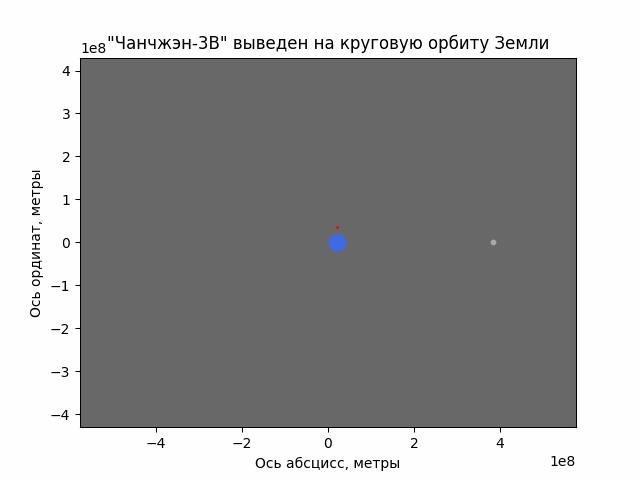 "Чанчжэн-3B" выведен на круговую орбиту Земли
1e8
4
3
2
1
0
−1
−2
−3
−4
Ось ординат, метры
−4 −2 0 2 4
Ось абсцисс, метры
1e8